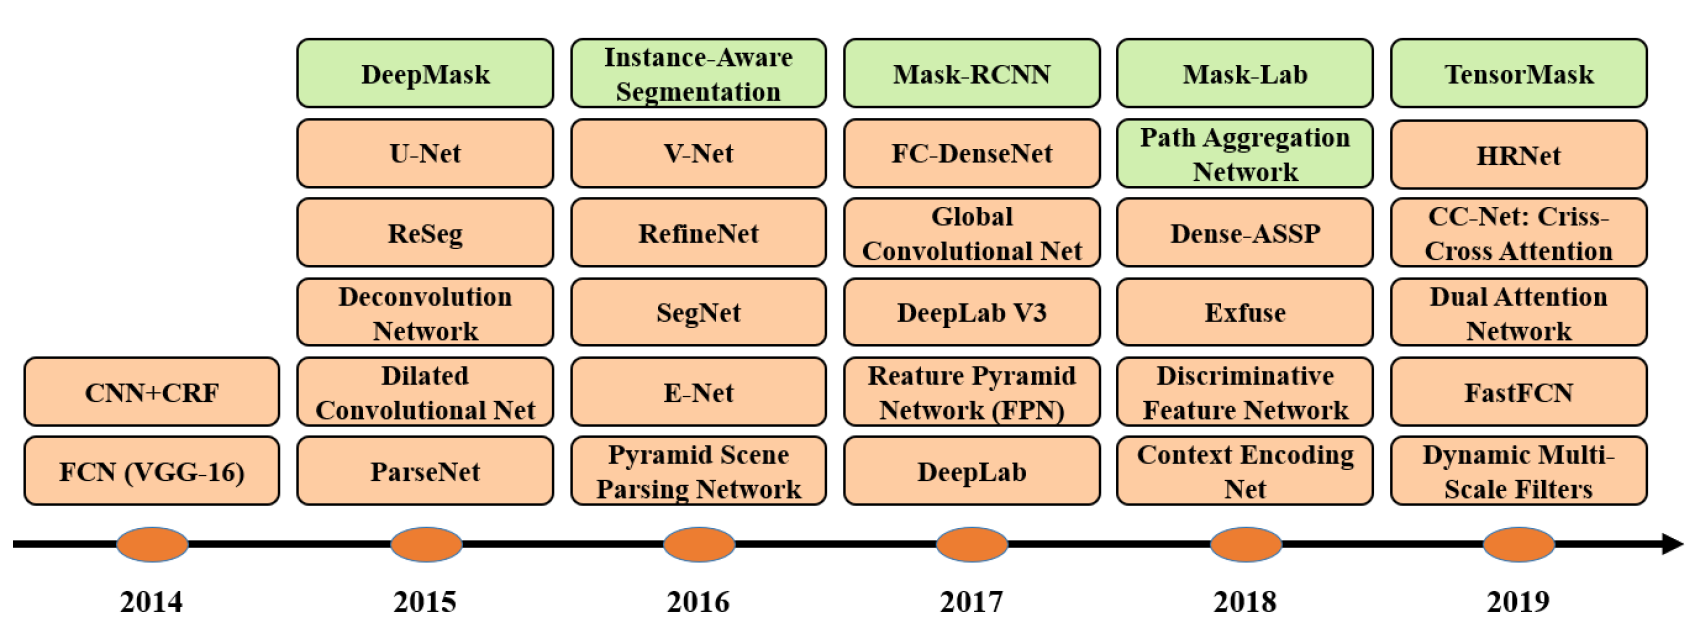 DeepMask
Instance-Aware
Segmentation
Mask-RCNN
Mask-Lab
TensorMask
U-Net
V-Net
FC-DenseNet
Path Aggregation
Network
HRNet
ReSeg
RefineNet
Global
Convolutional Net
Dense-ASSP
CC-Net: Criss-
Cross Attention
Deconvolution
Network
SegNet
DeepLab V3
Exfuse
Dual Attention
Network
CNN+CRF
Dilated
Convolutional Net
E-Net
Reature Pyramid
Network (FPN)
Discriminative
Feature Network
FastFCN
FCN (VGG-16)
ParseNet
Pyramid Scene
Parsing Network
DeepLab
Context Encoding
Net
Dynamic Multi-
Scale Filters
2014
2015
2016
2017
2018
2019